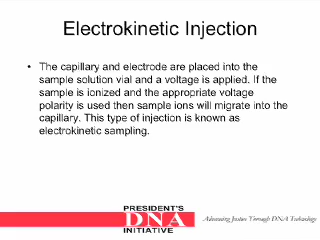 Electrokinetic Injection
• The capillary and electrode are placed into the
sample solution vial and a voltage is applied. If the
sample is ionized and the appropriate voltage
polarity is used then sample ions will migrate into the
capillary. This type of injection is known as
electrokinetic sampling.
PRESIDENT'S
DNA
INITIATIVE
Advancing Justice Through DNA Technology